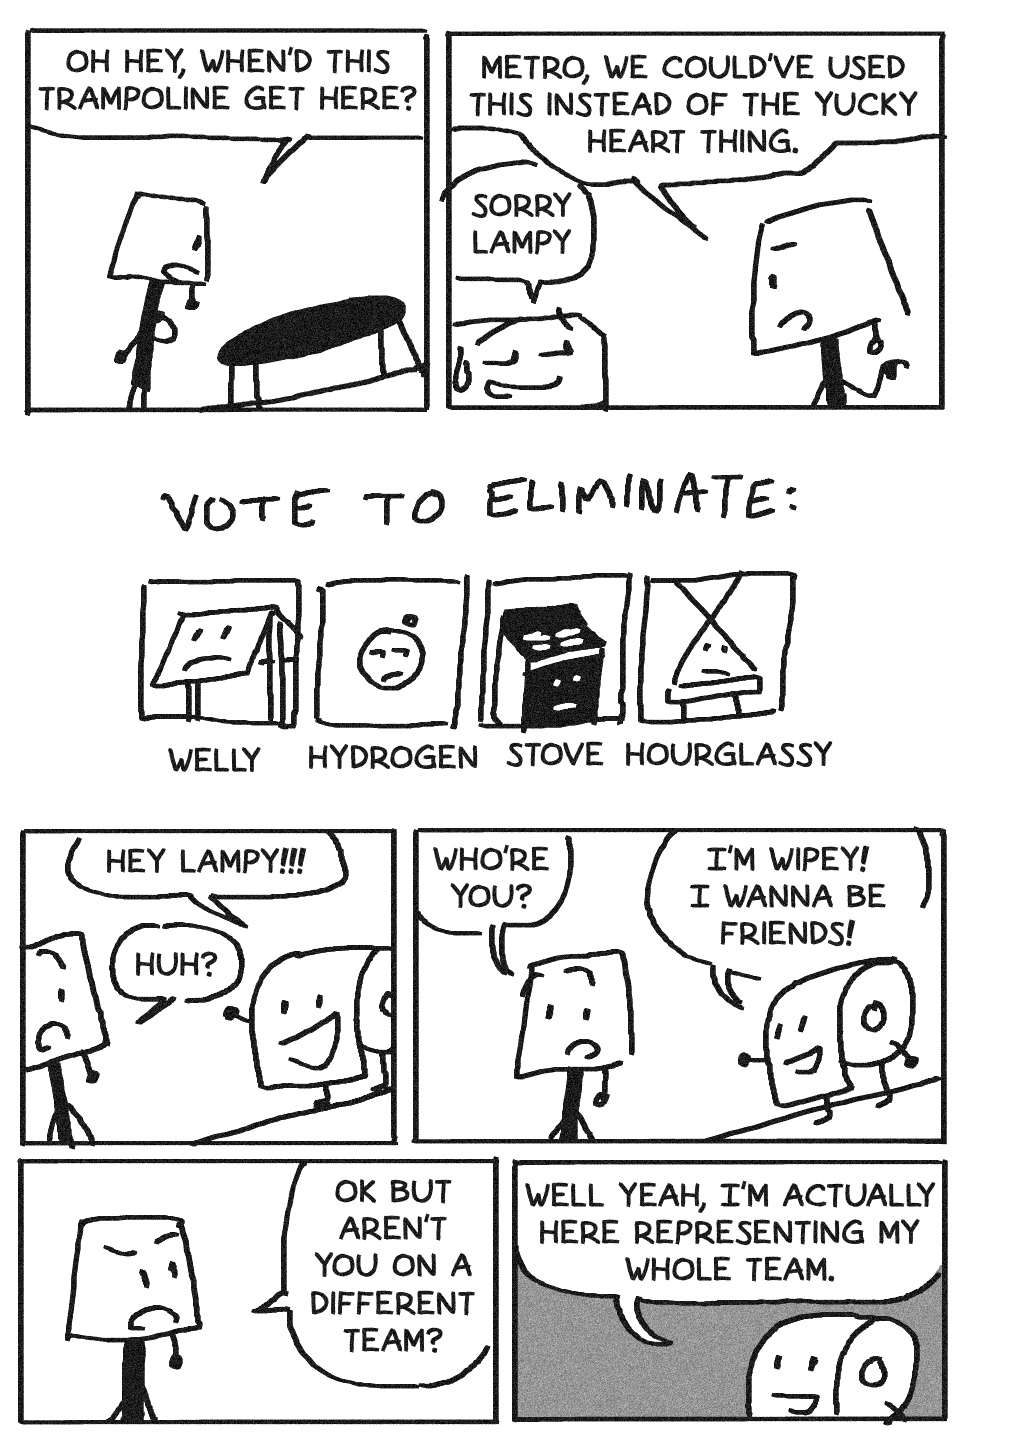 OH HEY, WHEN'D THIS
TRAMPOLINE GET HERE?
METRO, WE COULD'VE USED
THIS INSTEAD OF THE YUCKY
HEART THING.
SORRY
LAMPY
VOTE TO ELIMINATE:
WELLY HYDROGEN STOVE HOURGLASSY
HEY LAMPY!!!
HUH?
WHO'RE
YOU?
I'M WIPEY!
I WANNA BE
FRIENDS!
OK BUT
AREN'T
YOU ON A
DIFFERENT
TEAM?
WELL YEAH, I'M ACTUALLY
HERE REPRESENTING MY
WHOLE TEAM.